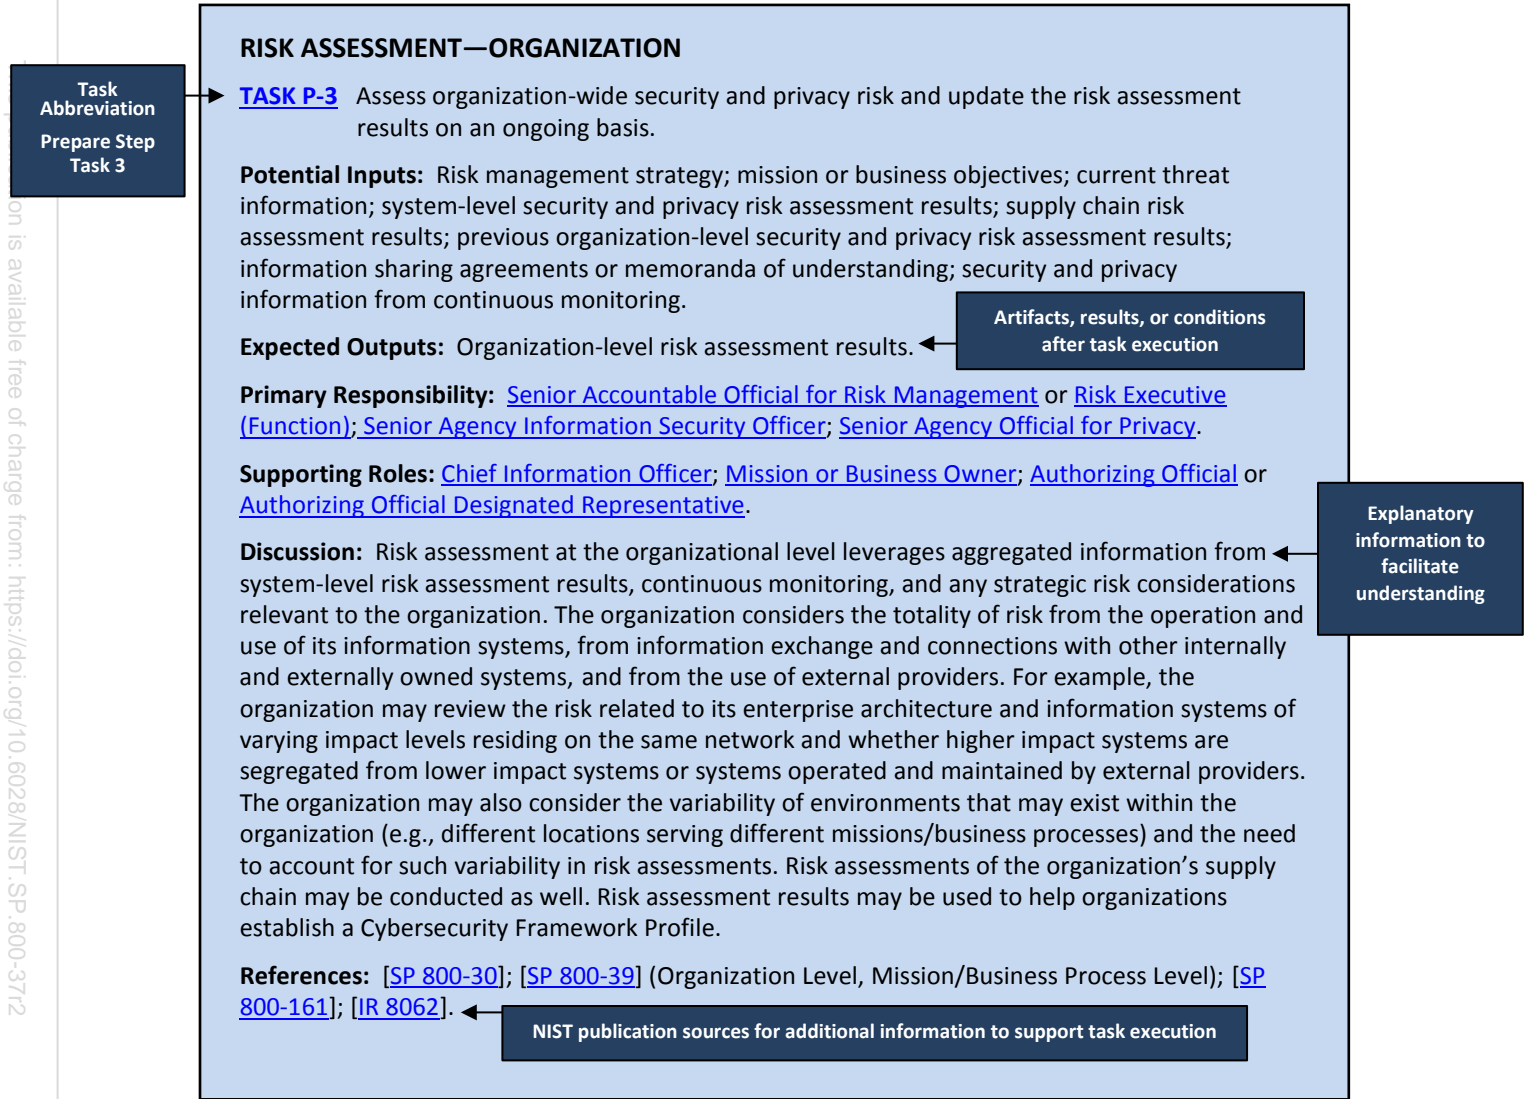 RISK ASSESSMENT—ORGANIZATION
Task
Abbreviation
Prepare Step
Task 3
TASK P-3 Assess organization-wide security and privacy risk and update the risk assessment
results on an ongoing basis.
Potential Inputs: Risk management strategy; mission or business objectives; current threat
information; system-level security and privacy risk assessment results; supply chain risk
assessment results; previous organization-level security and privacy risk assessment results;
information sharing agreements or memoranda of understanding; security and privacy
information from continuous monitoring.
Artifacts, results, or conditions
after task execution
Expected Outputs: Organization-level risk assessment results.
Primary Responsibility: Senior Accountable Official for Risk Management or Risk Executive
(Function); Senior Agency Information Security Officer; Senior Agency Official for Privacy.
Supporting Roles: Chief Information Officer; Mission or Business Owner; Authorizing Official or
Authorizing Official Designated Representative.
Explanatory
information to
facilitate
understanding
Discussion: Risk assessment at the organizational level leverages aggregated information from
system-level risk assessment results, continuous monitoring, and any strategic risk considerations
relevant to the organization. The organization considers the totality of risk from the operation and
use of its information systems, from information exchange and connections with other internally
and externally owned systems, and from the use of external providers. For example, the
organization may review the risk related to its enterprise architecture and information systems of
varying impact levels residing on the same network and whether higher impact systems are
segregated from lower impact systems or systems operated and maintained by external providers.
The organization may also consider the variability of environments that may exist within the
organization (e.g., different locations serving different missions/business processes) and the need
to account for such variability in risk assessments. Risk assessments of the organization's supply
chain may be conducted as well. Risk assessment results may be used to help organizations
establish a Cybersecurity Framework Profile.
References: [SP 800-30]; [SP 800-39] (Organization Level, Mission/Business Process Level); [SP
800-161]; [IR 8062].
NIST publication sources for additional information to support task execution
is available free of charge from: https://doi.org/10.6028/NIST.SP.800-37r2